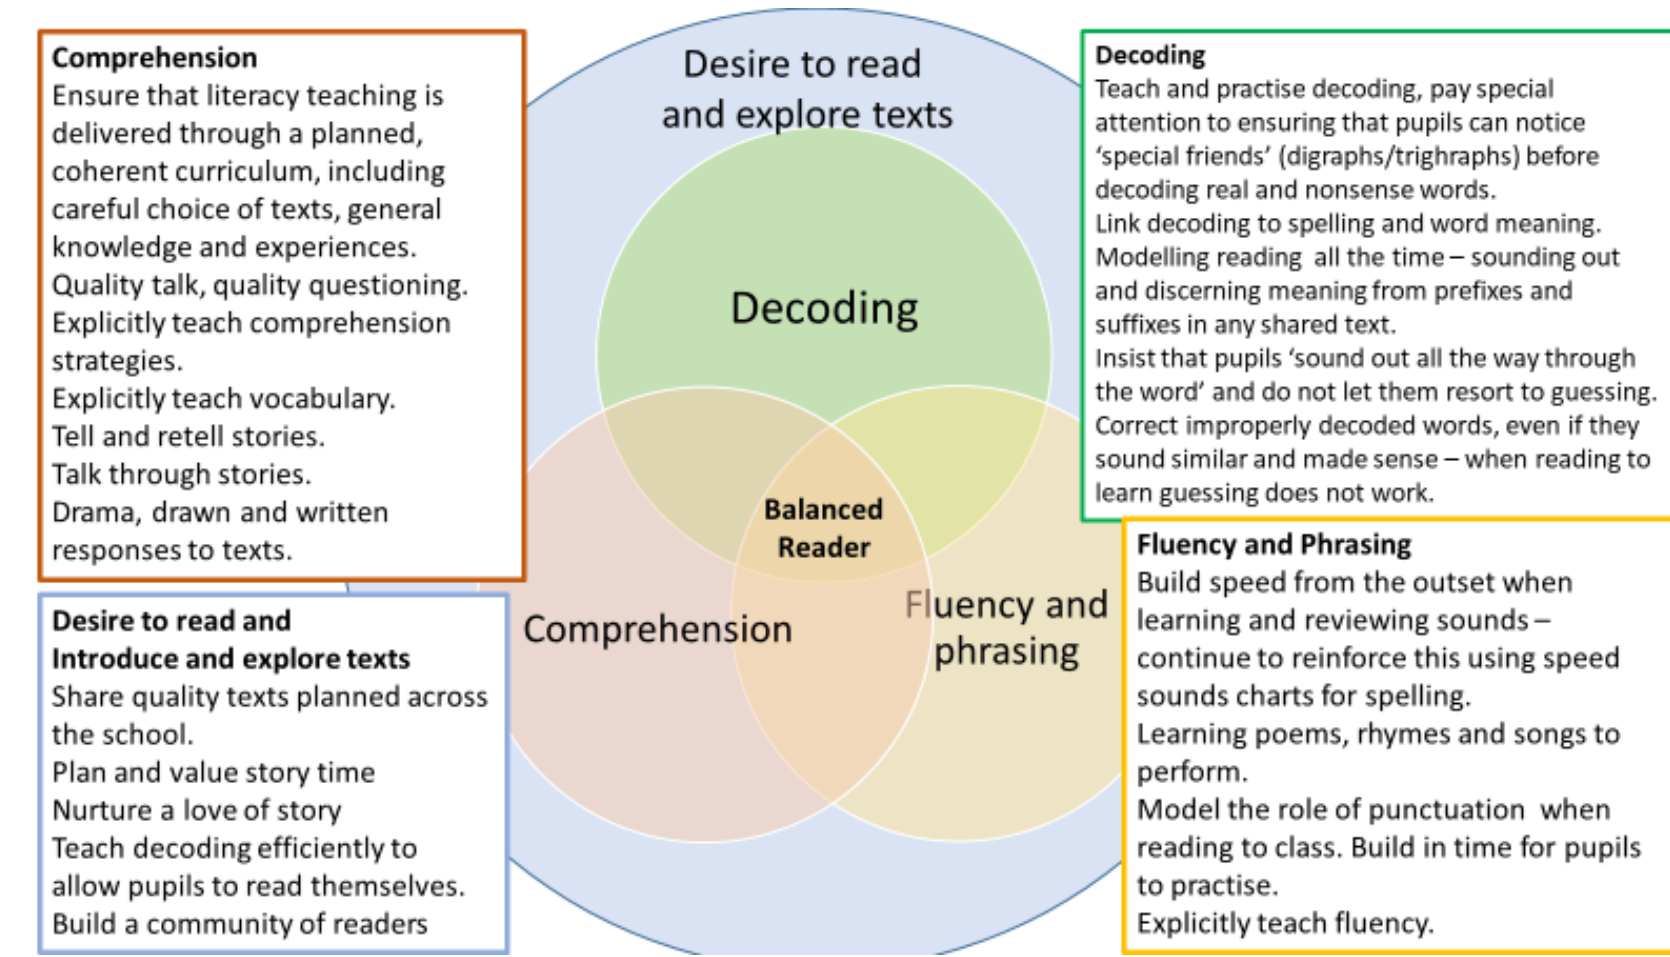 Comprehension
Ensure that literacy teaching is
delivered through a planned,
coherent curriculum, including
careful choice of texts, general
knowledge and experiences.
Quality talk, quality questioning.
Explicitly teach comprehension
strategies.
Explicitly teach vocabulary.
Tell and retell stories.
Talk through stories.
Drama, drawn and written
responses to texts.
Desire to read and
Introduce and explore texts
Share quality texts planned across
the school.
Plan and value story time
Nurture a love of story
Teach decoding efficiently to
allow pupils to read themselves.
Build a community of readers
Desire to read
and explore texts
Decoding
Balanced
Reader
Comprehension
Fluency and
phrasing
Decoding
Teach and practise decoding, pay special
attention to ensuring that pupils can notice
‘special friends’ (digraphs/trighraphs) before
decoding real and nonsense words.
Link decoding to spelling and word meaning.
Modelling reading all the time – sounding out
and discerning meaning from prefixes and
suffixes in any shared text.
Insist that pupils ‘sound out all the way through
the word’ and do not let them resort to guessing.
Correct improperly decoded words, even if they
sound similar and made sense – when reading to
learn guessing does not work.
Fluency and Phrasing
Build speed from the outset when
learning and reviewing sounds –
continue to reinforce this using speed
sounds charts for spelling.
Learning poems, rhymes and songs to
perform.
Model the role of punctuation when
reading to class. Build in time for pupils
to practise.
Explicitly teach fluency.